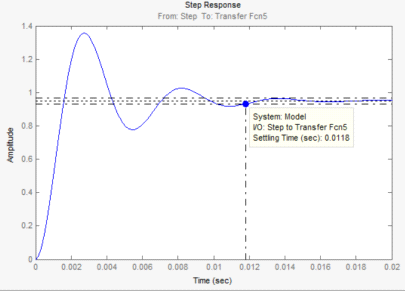 Step Response
From: Step To: Transfer Fcn5
1.4
1.2
1
0.8
0.6
0.4
0.2
0
Amplitude
System: Model
I/O: Step to Transfer Fcn5
Settling Time (sec): 0.0118
0 0.002 0.004 0.006 0.008 0.01 0.012 0.014 0.016 0.018 0.02
Time (sec)